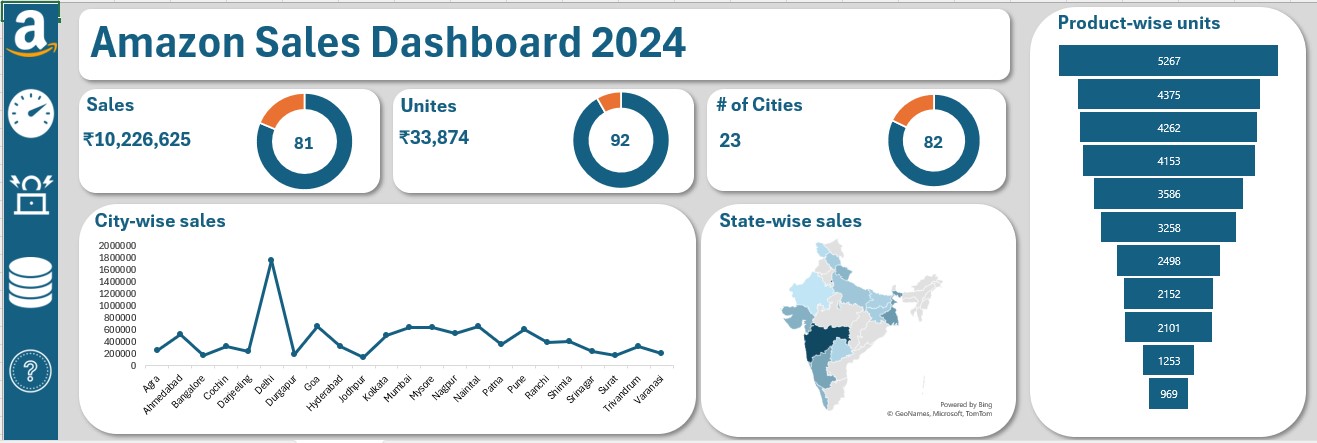 a
Amazon Sales Dashboard 2024
Sales
₹10,226,625
81
Unites
₹33,874
92
# of Cities
23
82
City-wise sales
2000000
1800000
1600000
1400000
1200000
1000000
800000
600000
400000
200000
0
Agra
Ahmedabad
Bangalore
Cochin
Darjeeling
Delhi
Durgapur
Goa
Hyderabad
Jodhpur
Kolkata
Mumbai
Mysore
Nagpur
Nainital
Patna
Pune
Ranchi
Shimla
Srinagar
Surat
Trivandrum
Varanasi
State-wise sales
Powered by Bing
© GeoNames, Microsoft, TomTom
Product-wise units
5267
4375
4262
4153
3586
3258
2498
2152
2101
1253
969
?